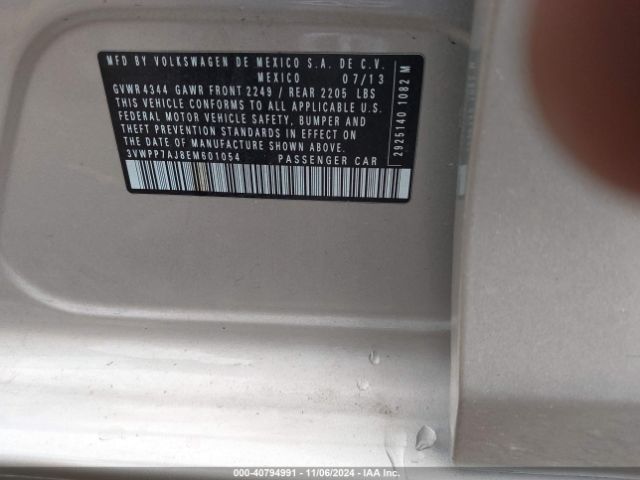 MFD BY VOLKSWAGEN DE MEXICO S.A. DE C.V.
MEXICO 07/13
GVWR 4344 GAWR FRONT 2249 / REAR 2205 LBS
THIS VEHICLE CONFORMS TO ALL APPLICABLE U.S.
FEDERAL MOTOR VEHICLE SAFETY, BUMPER AND
THEFT PREVENTION STANDARDS IN EFFECT ON THE
DATE OF MANUFACTURE SHOWN ABOVE.
3VWPP7AJ8EM601054 PASSENGER CAR
2925140 1082 M
000-40794991 - 11/06/2024 - IAA Inc.